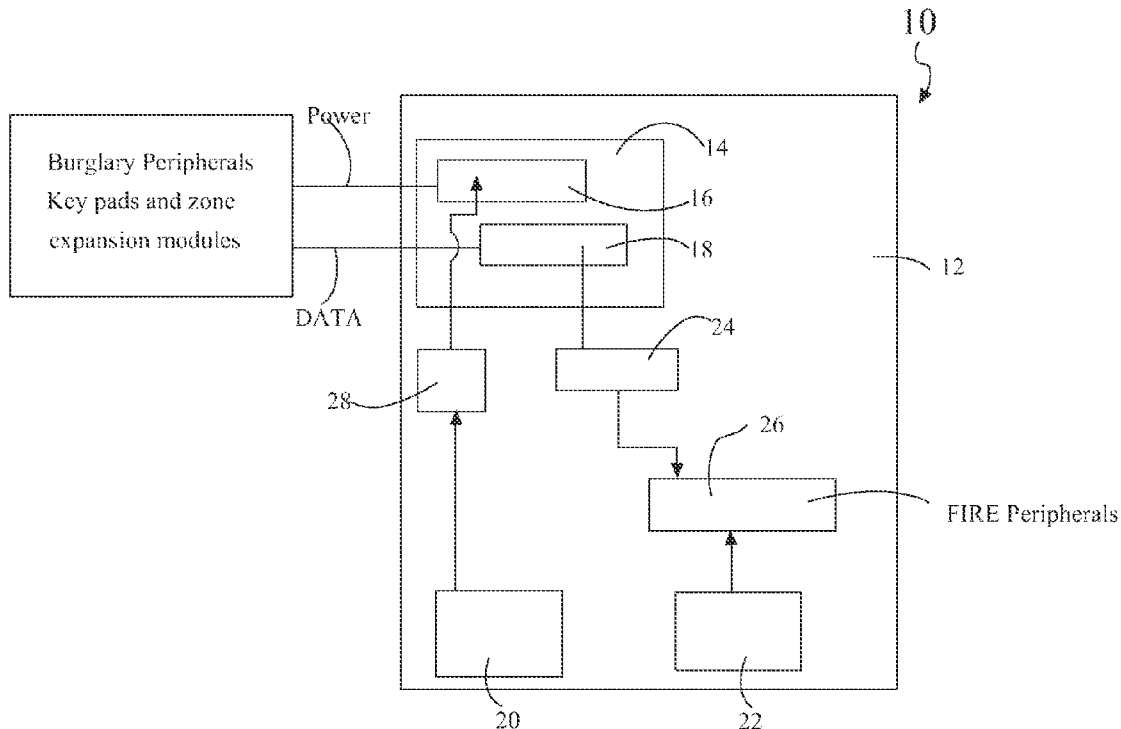 10
Power
Burglary Peripherals
Key pads and zone
expansion modules
DATA
14
16
18
12
24
28
26
FIRE Peripherals
20
22